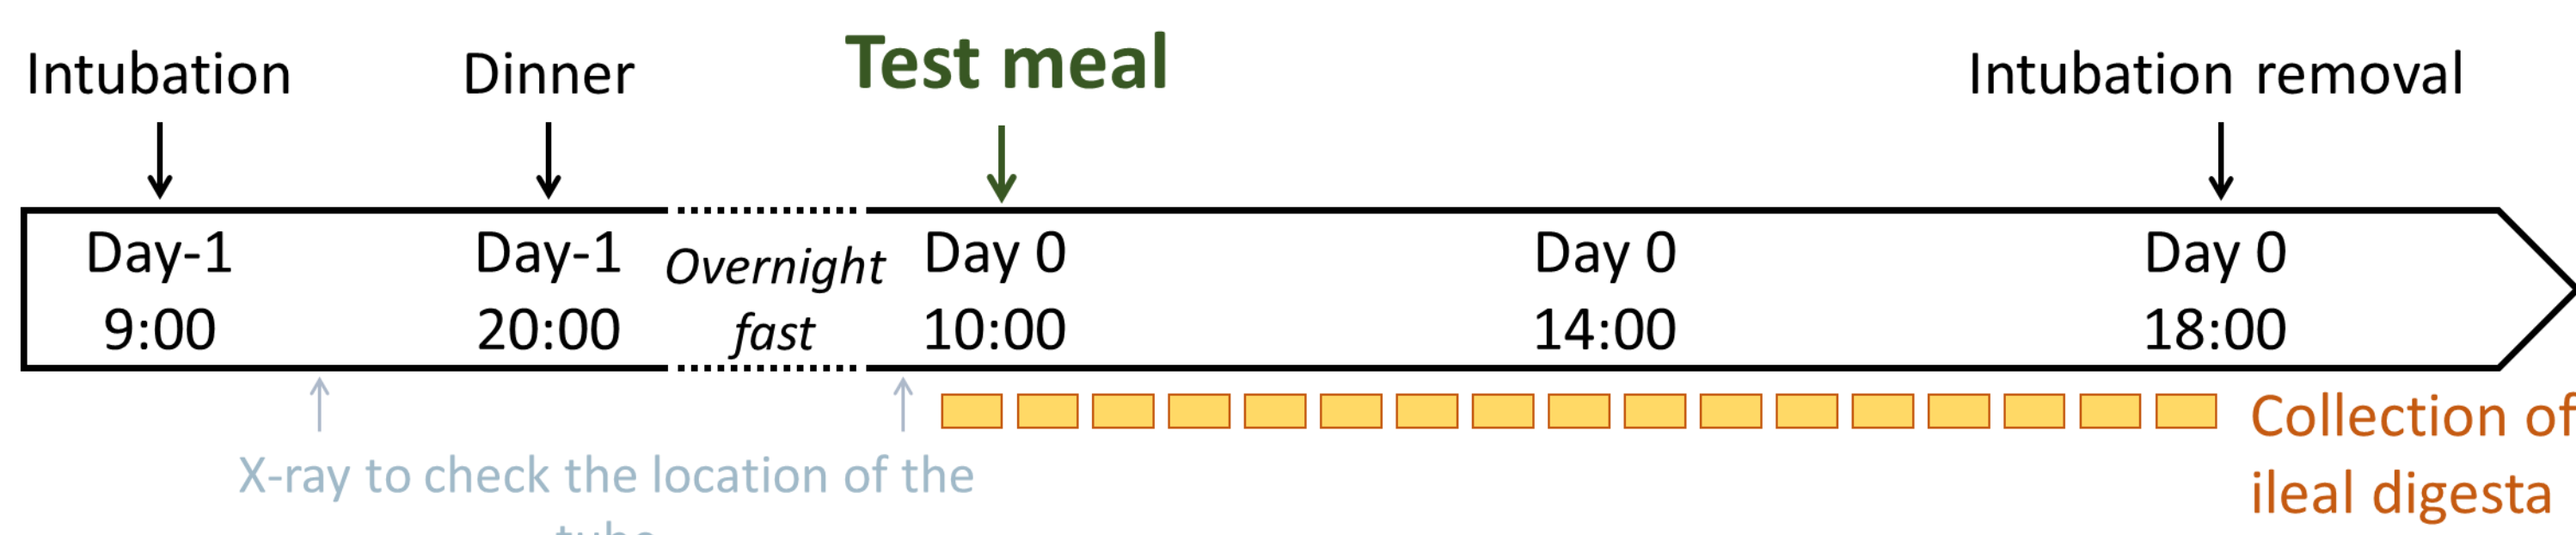 Intubation
Dinner
Test meal
Intubation removal
Day-1
9:00
Day-1
20:00
Overnight
fast
Day 0
10:00
Day 0
14:00
Day 0
18:00
X-ray to check the location of the
Collection of
ileal digesta